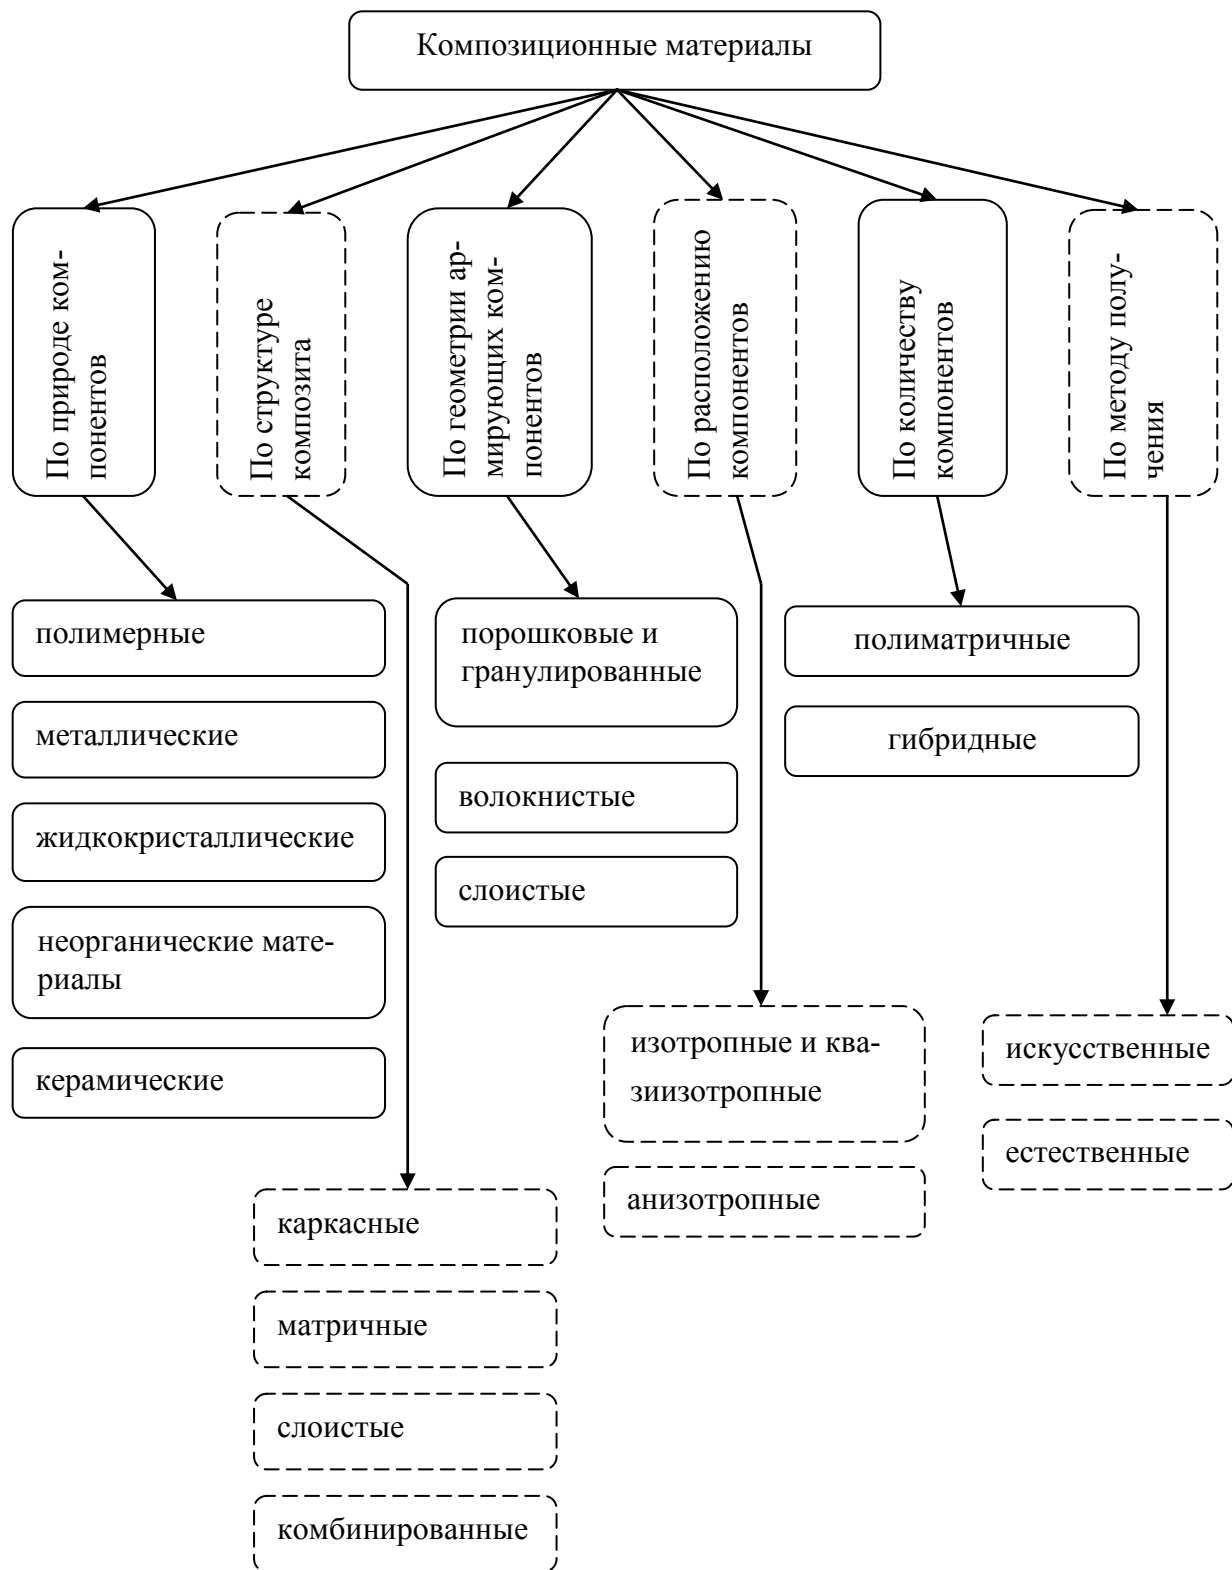 Композиционные материалы
По природе ком-
понентов
По структуре
композита
По геометрии ар-
мирующих ком-
понентов
По расположению
компонентов
По количеству
компонентов
По методу полу-
чения
полимерные
металлические
жидкокристаллические
неорганические мате-
риалы
керамические
каркасные
матричные
слоистые
комбинированные
порошковые и
гранулированные
волокнистые
слоистые
изотропные и ква-
зиизотропные
анизотропные
полиматричные
гибридные
искусственные
естественные